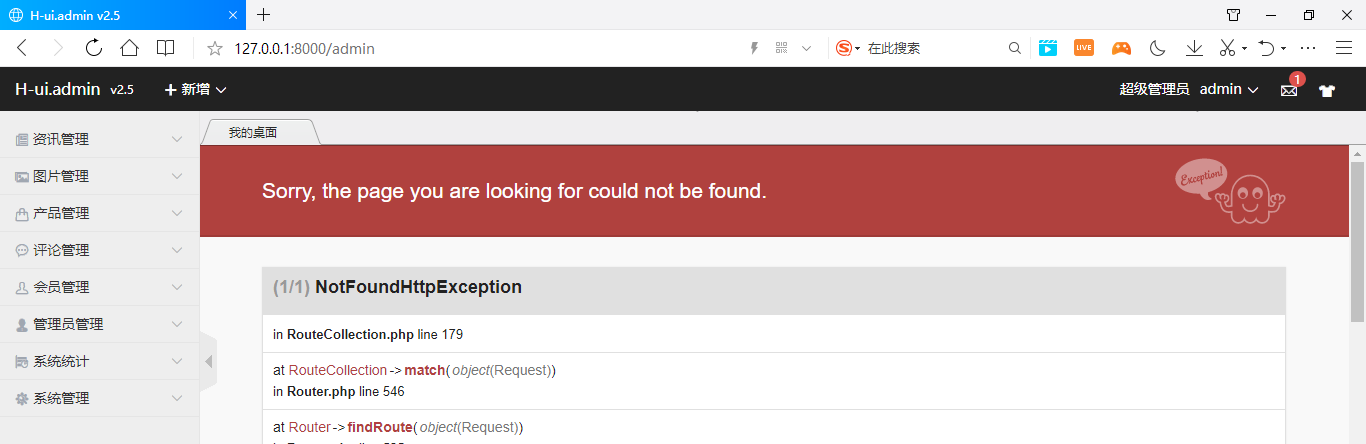 H-ui.admin v2.5
127.0.0.1:8000/admin
在此搜索
LIVE
H-ui.admin v2.5
新增
超级管理员 admin
1
资讯管理
图片管理
产品管理
评论管理
会员管理
管理员管理
系统统计
系统管理
我的桌面
Sorry, the page you are looking for could not be found.
Exception!
(1/1) NotFoundHttpException
in RouteCollection.php line 179
at RouteCollection->match(object(Request))
in Router.php line 546
at Router->findRoute(object(Request))